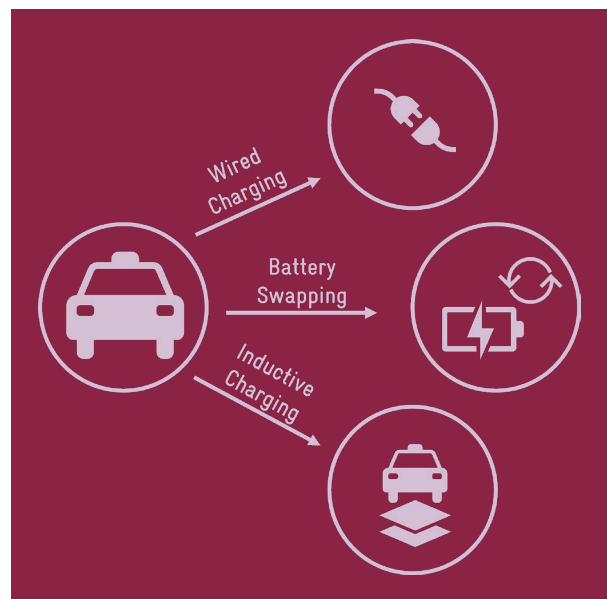 Wired
Charging
Battery
Swapping
Inductive
Charging